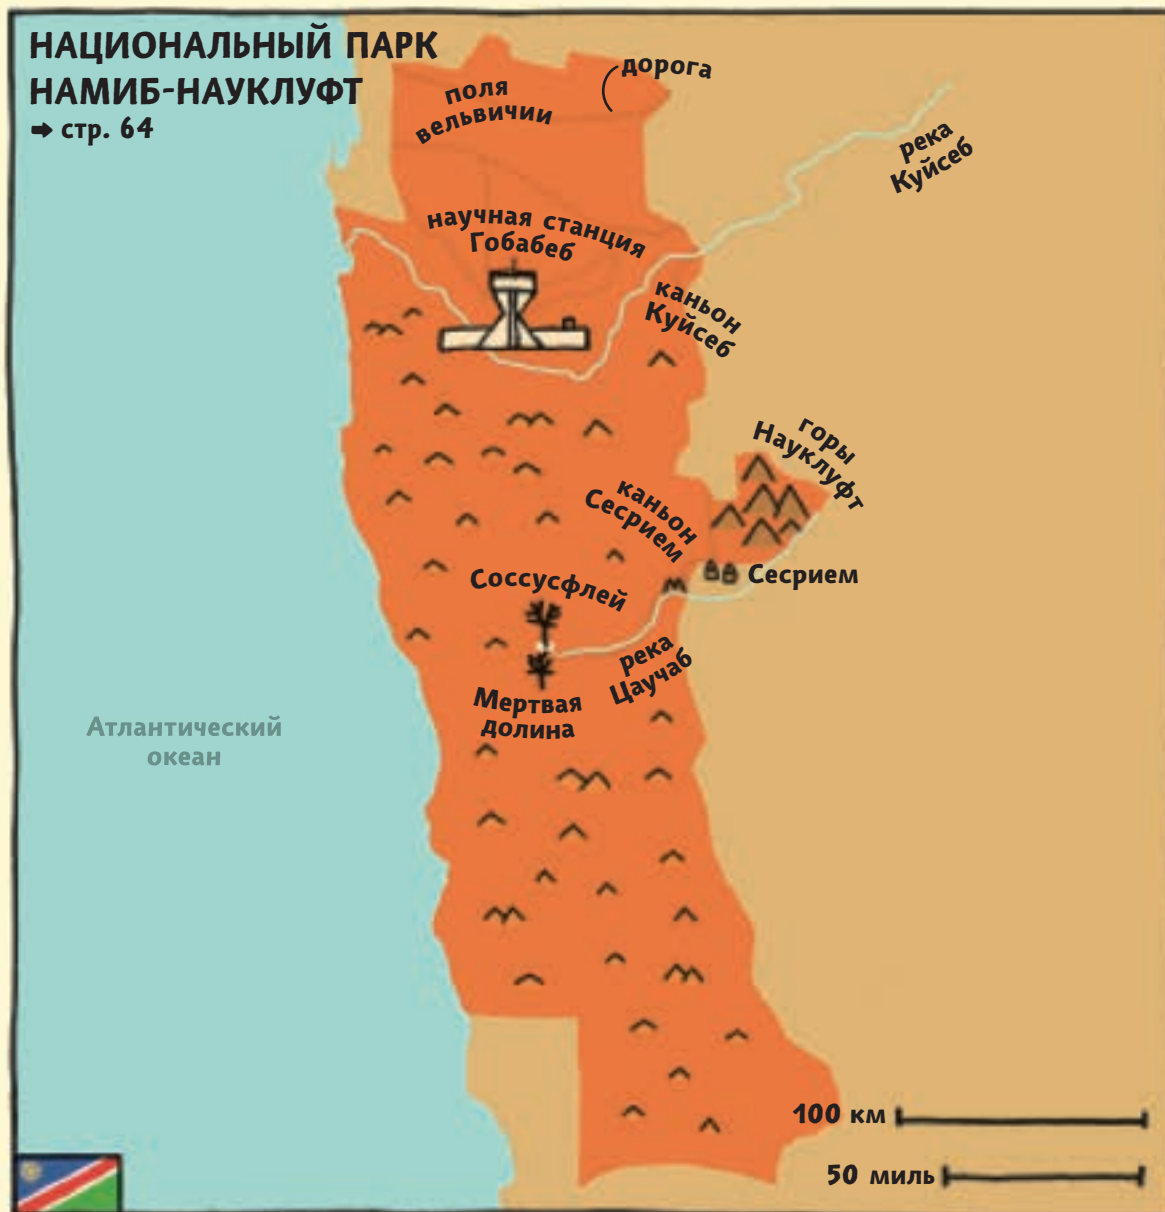 НАЦИОНАЛЬНЫЙ ПАРК
НАМИБ-НАУКЛУФТ
➡ стр. 64
дорога
поля
вельвичии
река
Куйсеб
научная станция
Гобабеб
каньон
Куйсеб
горы
Науклуфт
каньон
Сесрием
Сесрием
Соссусфлей
река
Цаучаб
Мертвая
долина
Атлантический
океан
100 км
50 миль